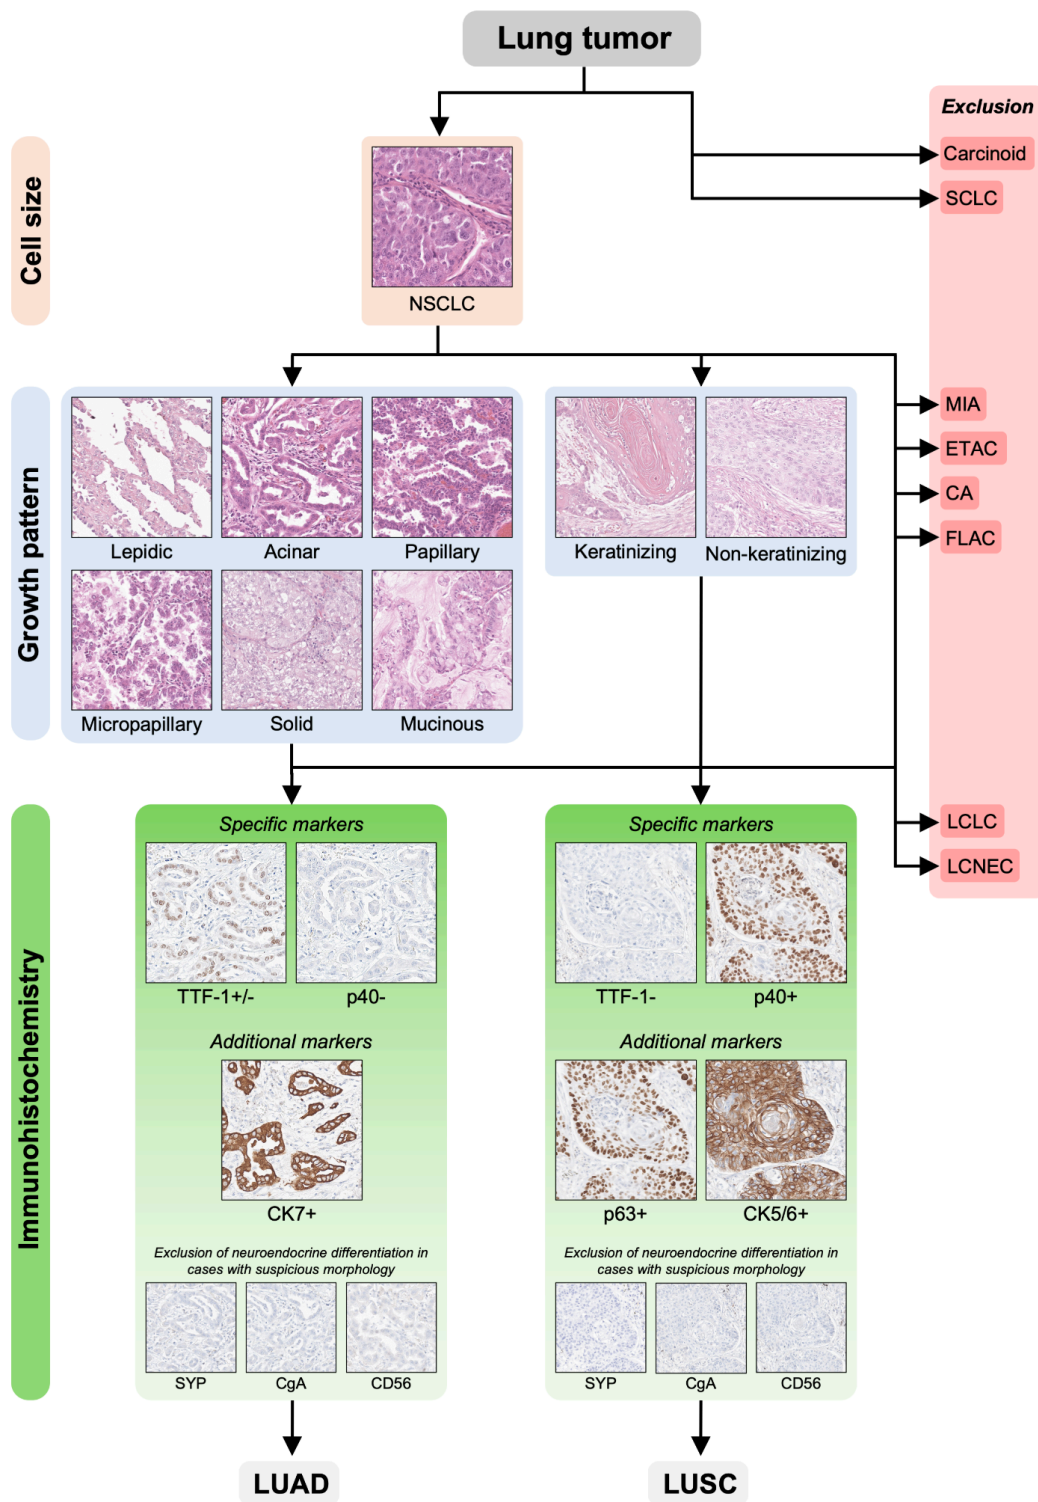 Lung tumor
Exclusion
Carcinoid
SCLC
Cell size
NSCLC
Growth pattern
Lepidic
Acinar
Papillary
Keratinizing
Non-keratinizing
Micropapillary
Solid
Mucinous
MIA
ETAC
CA
FLAC
LCLC
LCNEC
Immunohistochemistry
Specific markers
TTF-1+/-
p40-
Additional markers
CK7+
Exclusion of neuroendocrine differentiation in
cases with suspicious morphology
SYP
CgA
CD56
LUAD
Specific markers
TTF-1-
p40+
Additional markers
p63+
CK5/6+
Exclusion of neuroendocrine differentiation in
cases with suspicious morphology
SYP
CgA
CD56
LUSC